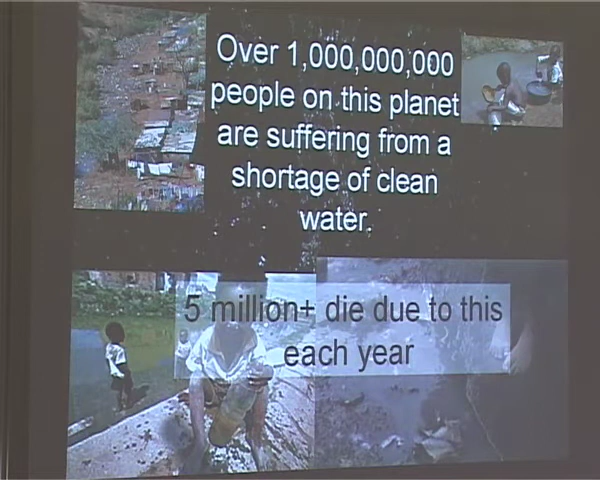 Over 1,000,000,000
people on this planet
are suffering from a
shortage of clean
water.
5 million+ die due to this
each year